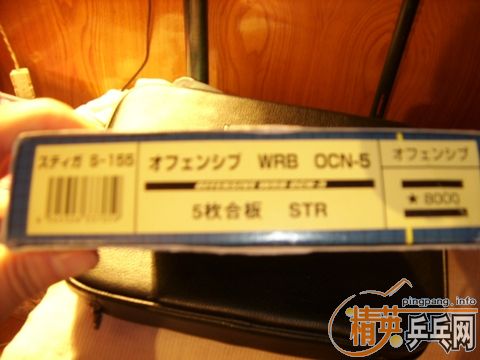 スティガ S-155
オフェンシブ WRB OCN-5
OFFENSIVE WRB OCN-5
5枚合板 STR
オフェンシブ
★8000
pingpang.info
精英乒乓网